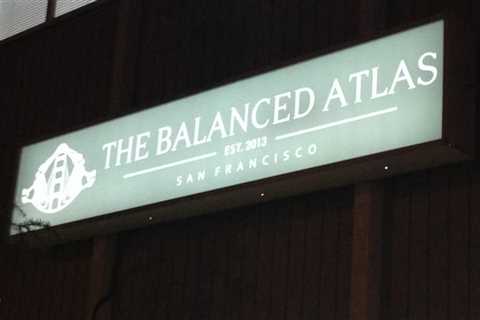 THE BALANCED ATLAS
EST. 2013
SAN FRANCISCO